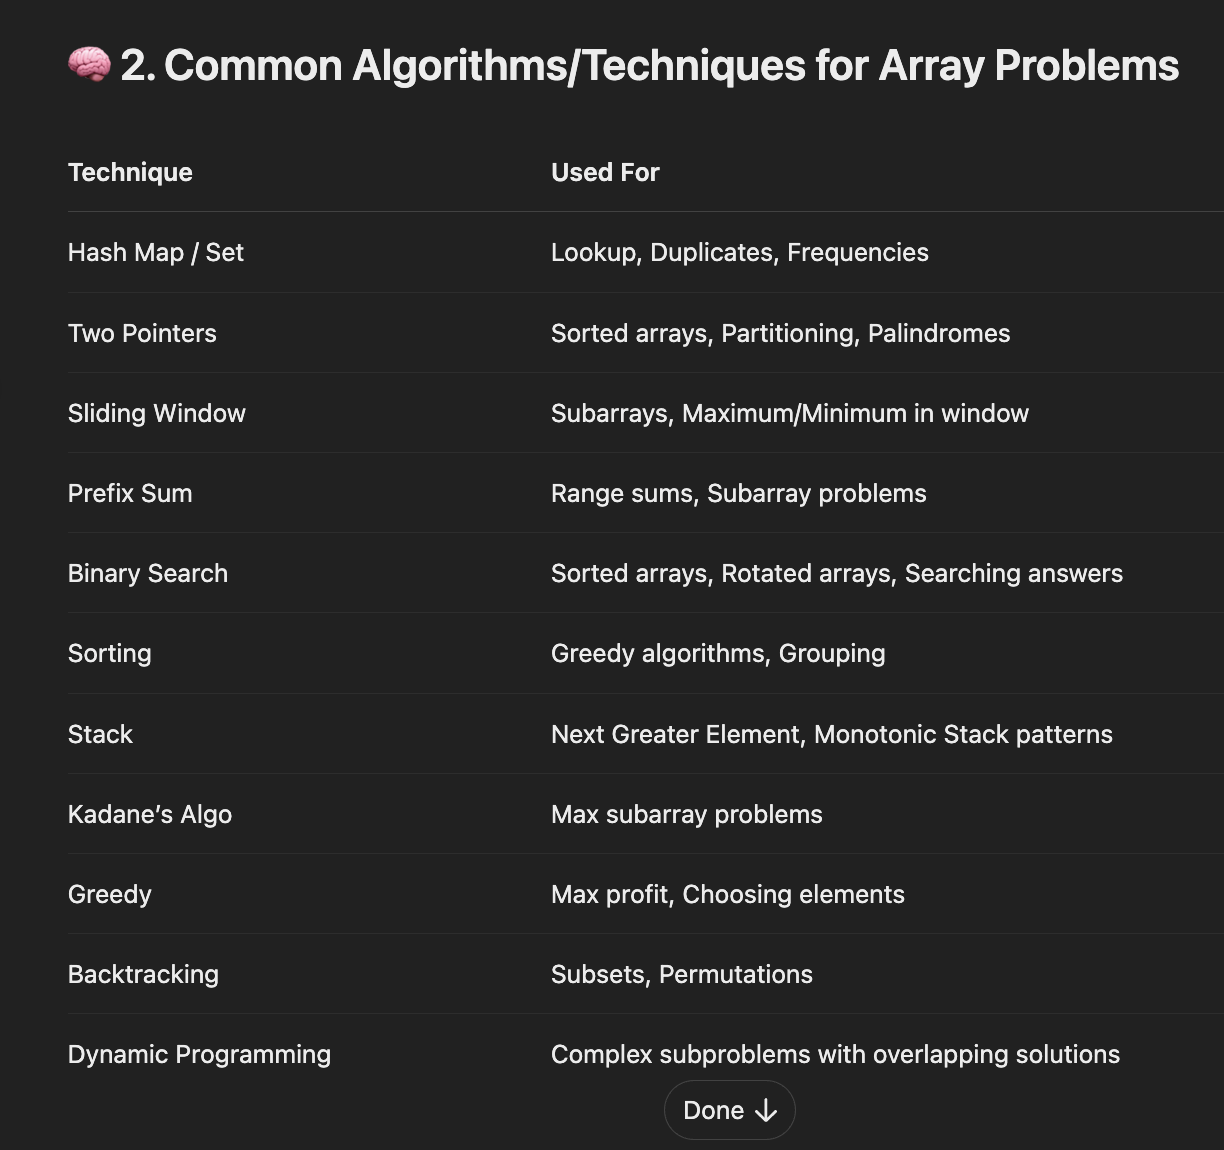 🧠 2. Common Algorithms/Techniques for Array Problems
Technique Used For
Hash Map / Set Lookup, Duplicates, Frequencies
Two Pointers Sorted arrays, Partitioning, Palindromes
Sliding Window Subarrays, Maximum/Minimum in window
Prefix Sum Range sums, Subarray problems
Binary Search Sorted arrays, Rotated arrays, Searching answers
Sorting Greedy algorithms, Grouping
Stack Next Greater Element, Monotonic Stack patterns
Kadane’s Algo Max subarray problems
Greedy Max profit, Choosing elements
Backtracking Subsets, Permutations
Dynamic Programming Complex subproblems with overlapping solutions
Done ↓